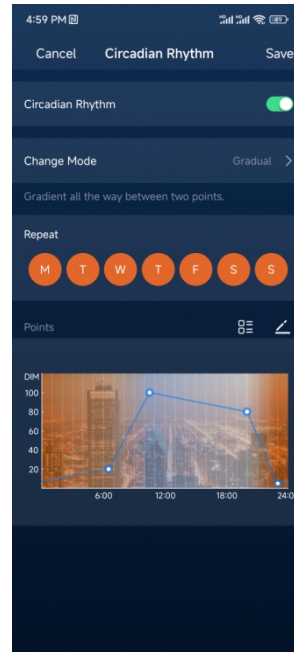 4:59 PM
49
Cancel Circadian Rhythm Save
Circadian Rhythm
Change Mode Gradual >
Gradient all the way between two points.
Repeat
M T W T F S S
Points
DIM
100
80
60
40
20
6:00 12:00 18:00 24:0